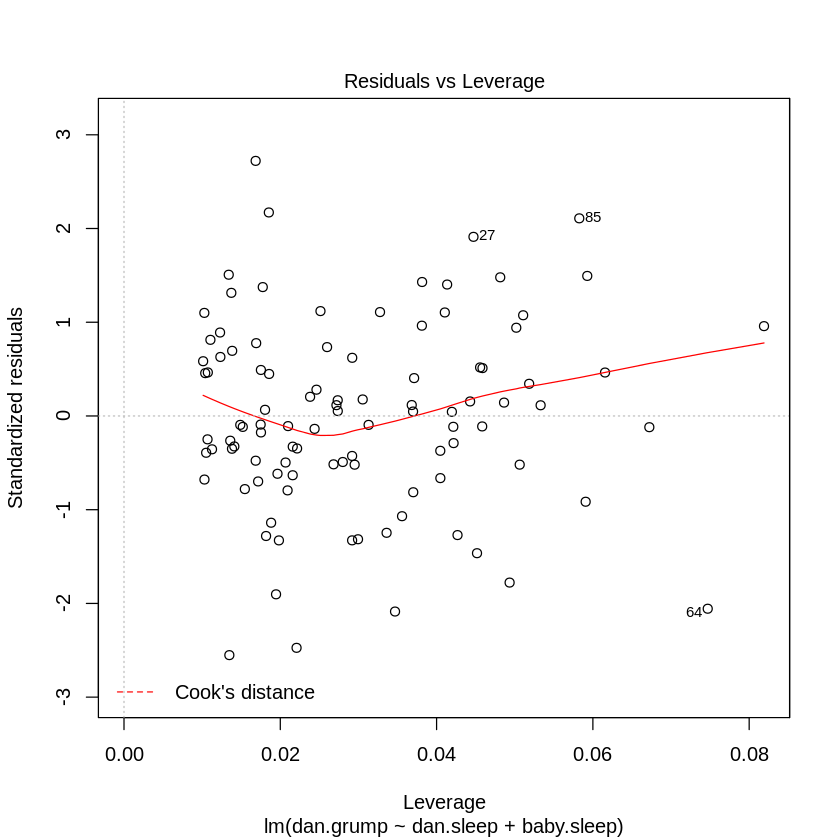 Residuals vs Leverage
3
2
1
0
-1
-2
-3
Standardized residuals
85
27
64
Cook's distance
0.00 0.02 0.04 0.06 0.08
Leverage
lm(dan.grump ~ dan.sleep + baby.sleep)